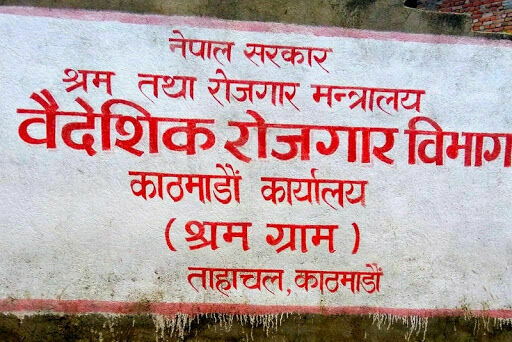 नेपाल सरकार
श्रम तथा रोजगार मन्त्रालय
वैदेशिक रोजगार विभाग
काठमाडौं कार्यालय
( श्रम ग्राम )
ताहाचल, काठमाडौं